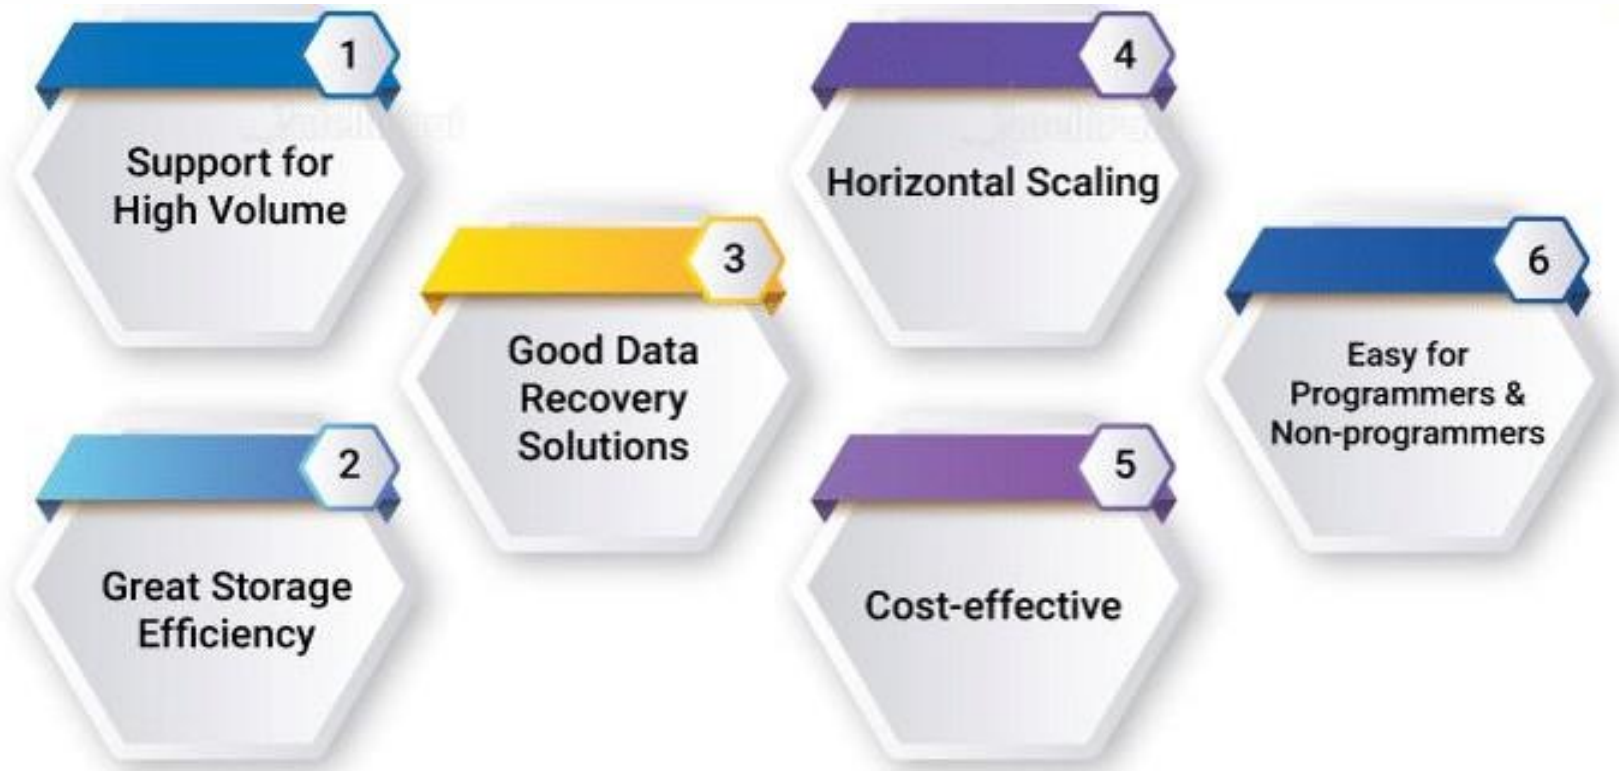 1
Support for
High Volume
2
Great Storage
Efficiency
3
Good Data
Recovery
Solutions
4
Horizontal Scaling
5
Cost-effective
6
Easy for
Programmers &
Non-programmers